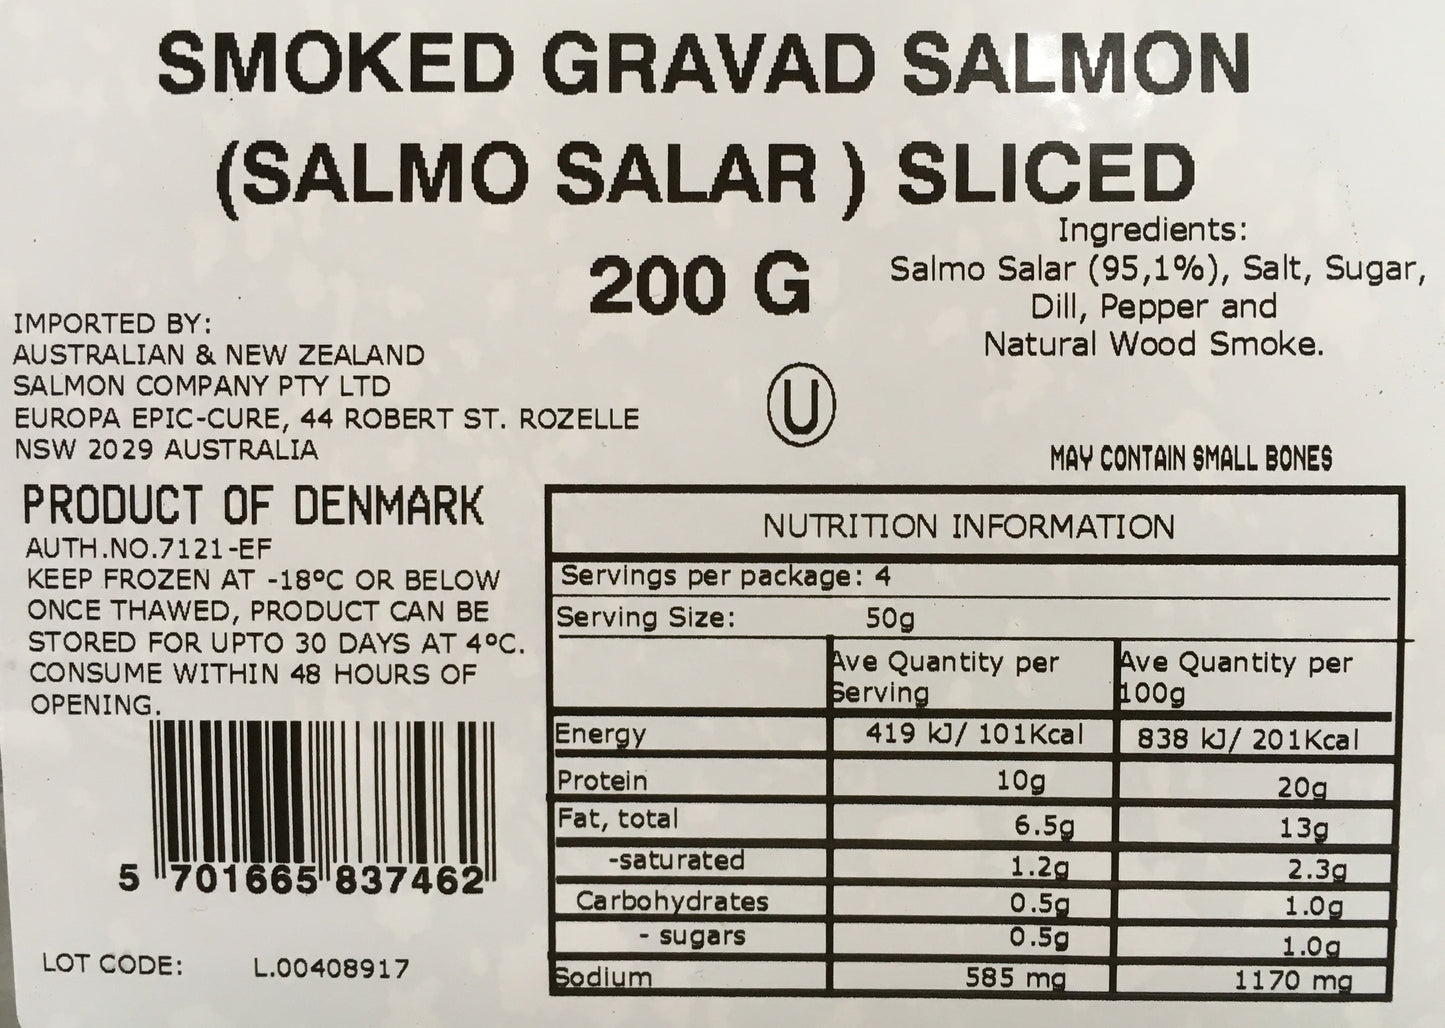 SMOKED GRAVAD SALMON
(SALMO SALAR ) SLICED
200 G
Ingredients:
Salmo Salar (95,1%), Salt, Sugar,
Dill, Pepper and
Natural Wood Smoke.
IMPORTED BY:
AUSTRALIAN & NEW ZEALAND
SALMON COMPANY PTY LTD
EUROPA EPIC-CURE, 44 ROBERT ST. ROZELLE
NSW 2029 AUSTRALIA
U
MAY CONTAIN SMALL BONES
PRODUCT OF DENMARK
AUTH.NO.7121-EF
KEEP FROZEN AT -18ºC OR BELOW
ONCE THAWED, PRODUCT CAN BE
STORED FOR UPTO 30 DAYS AT 4ºC.
CONSUME WITHIN 48 HOURS OF
OPENING.
5 701665 837462
LOT CODE: L.00408917
NUTRITION INFORMATION
Servings per package: 4
Serving Size: 50g
Ave Quantity per Serving
Ave Quantity per 100g
Energy 419 kJ/ 101Kcal 838 kJ/ 201Kcal
Protein 10g 20g
Fat, total 6.5g 13g
-saturated 1.2g 2.3g
Carbohydrates 0.5g 1.0g
- sugars 0.5g 1.0g
Sodium 585 mg 1170 mg